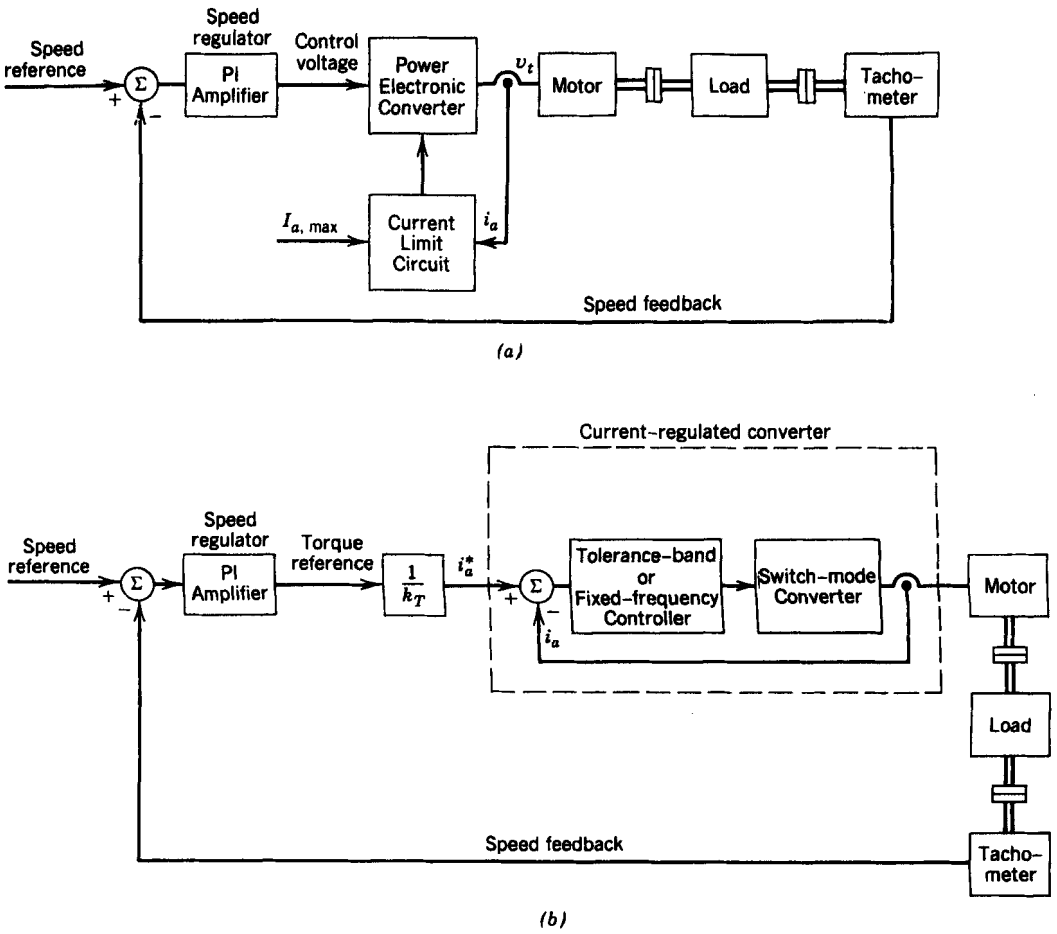 Speed
reference
+
Σ
−
Speed
regulator
PI
Amplifier
Control
voltage
Power
Electronic
Converter
v_t
Motor
Load
Tacho-
meter
I_a, max
Current
Limit
Circuit
i_a
Speed feedback
(a)
Current-regulated converter
Speed
reference
+
Σ
−
Speed
regulator
PI
Amplifier
Torque
reference
1
k_T
i_a^*
+
Σ
−
i_a
Tolerance-band
or
Fixed-frequency
Controller
Switch-mode
Converter
Motor
Load
Tacho-
meter
Speed feedback
(b)